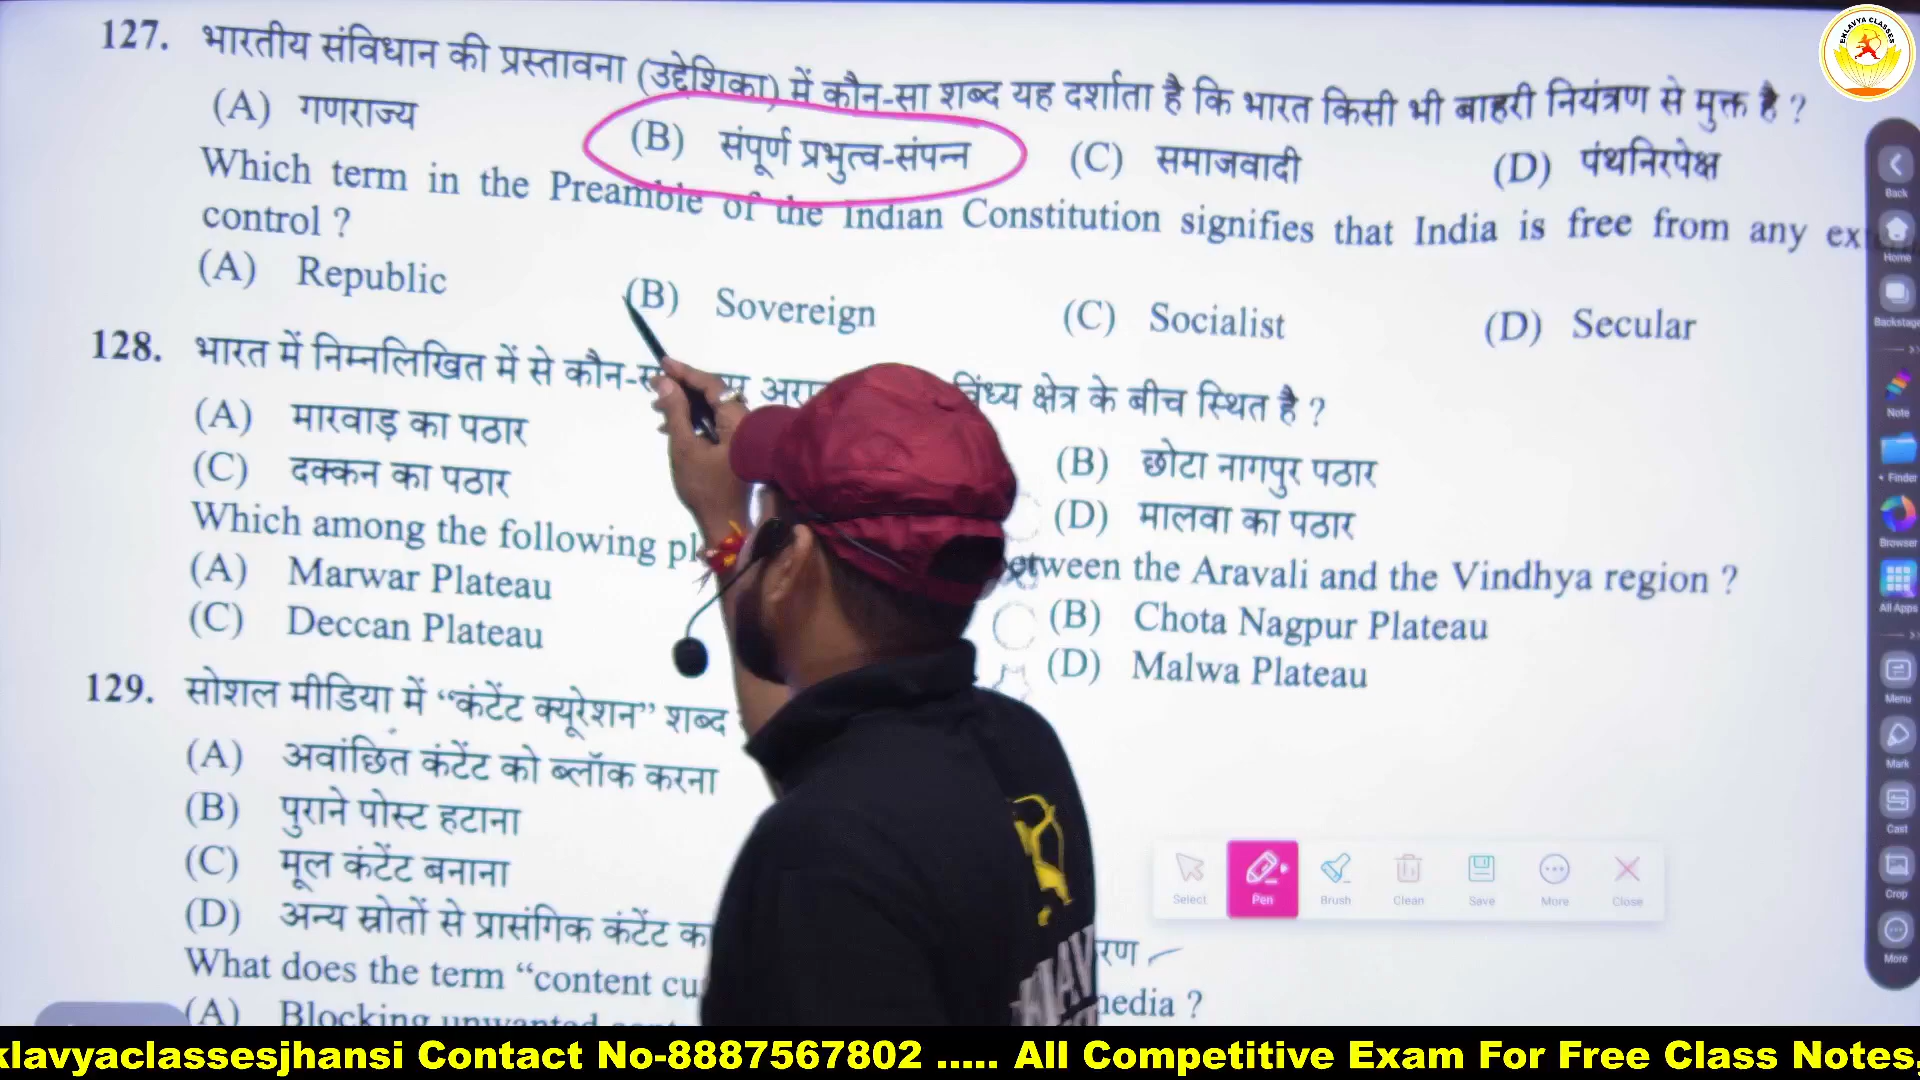 127. भारतीय संविधान की प्रस्तावना (उद्देशिका) में कौन-सा शब्द यह दर्शाता है कि भारत किसी भी बाहरी नियंत्रण से मुक्त है ?
(A) गणराज्य (B) संपूर्ण प्रभुत्व-संपन्न (C) समाजवादी (D) पंथनिरपेक्ष
Which term in the Preamble of the Indian Constitution signifies that India is free from any
control ?
(A) Republic (B) Sovereign (C) Socialist (D) Secular
128. भारत में निम्नलिखित में से विंध्य क्षेत्र के बीच स्थित है ?
(A) मारवाड़ का पठार (B) छोटा नागपुर पठार
(C) दक्कन का पठार (D) मालवा का पठार
Which among the following between the Aravali and the Vindhya region ?
(A) Marwar Plateau (B) Chota Nagpur Plateau
(C) Deccan Plateau (D) Malwa Plateau
129. सोशल मीडिया में “कंटेंट क्यूरेशन” शब्द
(A) अवांछित कंटेंट को ब्लॉक करना
(B) पुराने पोस्ट हटाना
(C) मूल कंटेंट बनाना
(D) अन्य स्रोतों से प्रासंगिक कंटेंट
What does the term “content media ?
(A) Blocking unwanted
EKLAVYA CLASSES
Back
Home
Backstage
Note
+ Finder
Browser
All Apps
Menu
Mark
Cast
Crop
More
Select Pen Brush Clean Save More Close
klavyaclassesjhansi Contact No-8887567802 ..... All Competitive Exam For Free Class Notes,